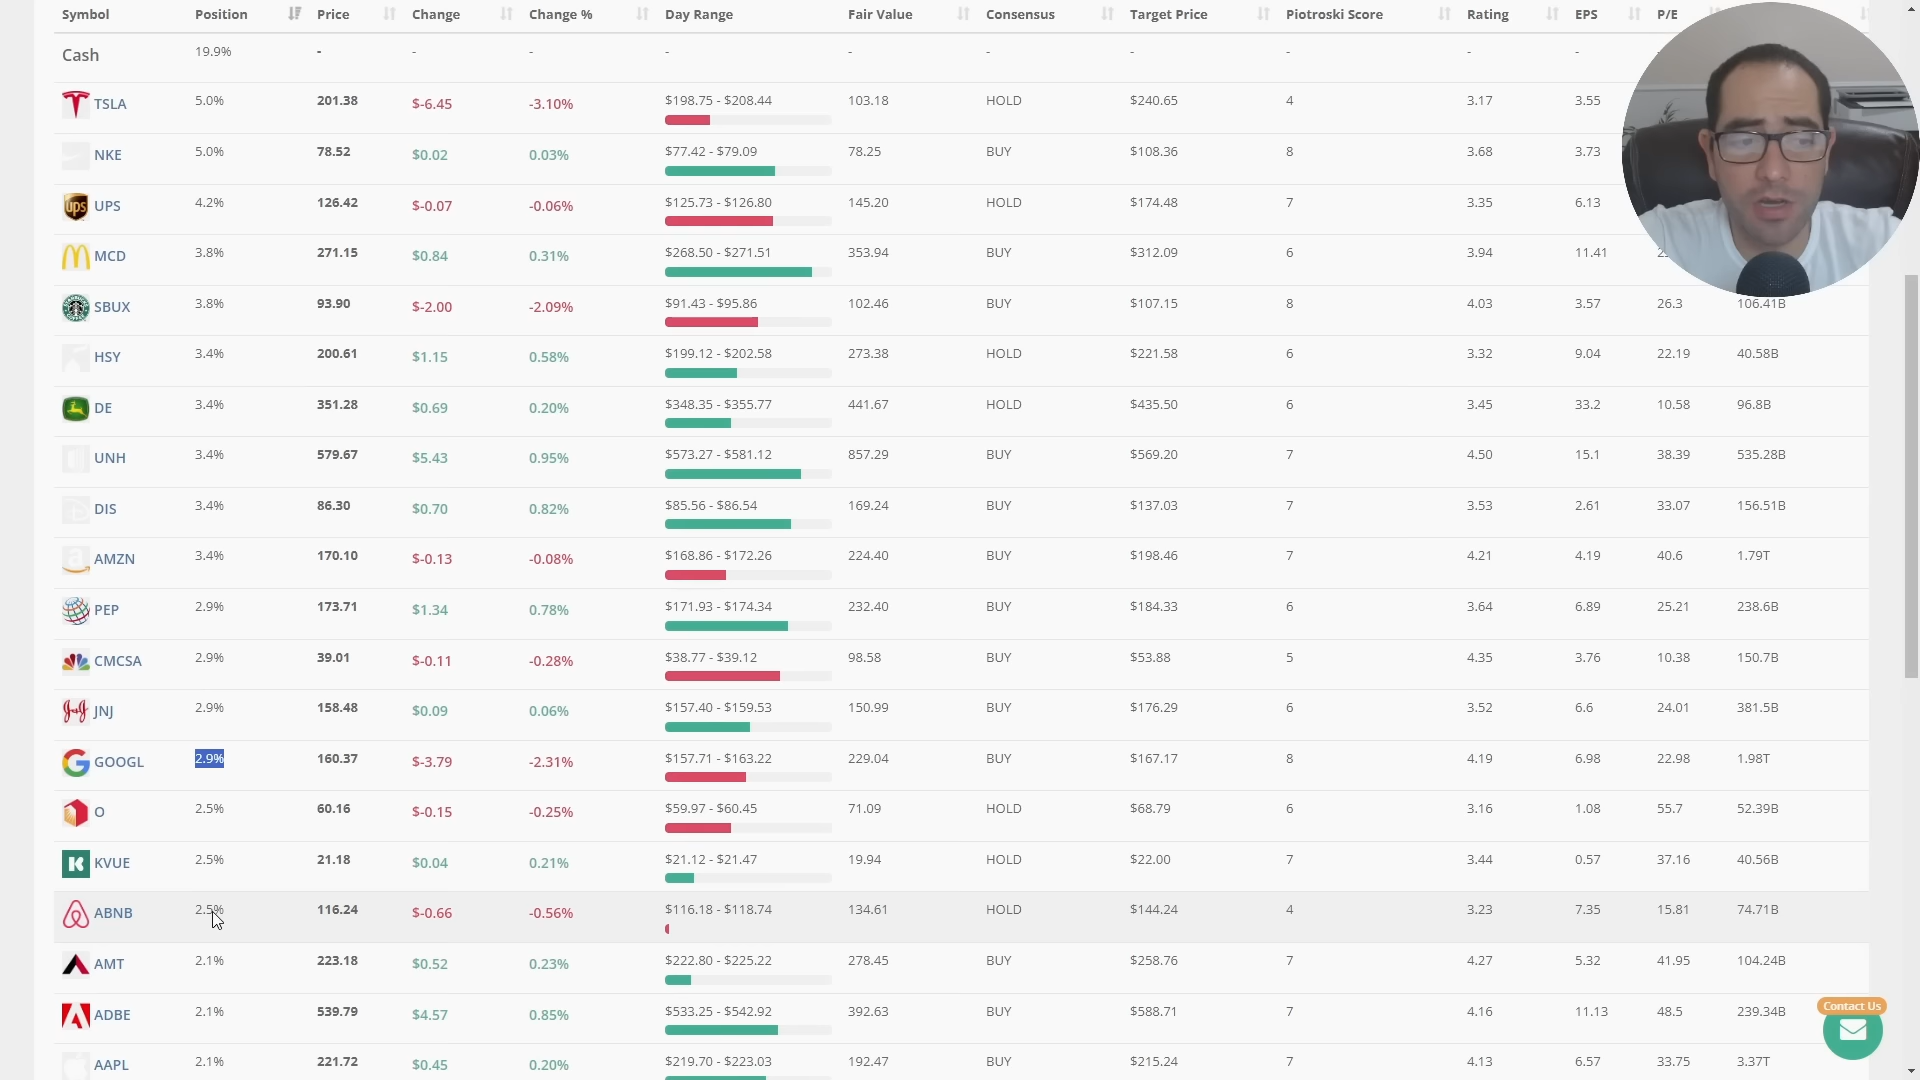 Symbol Position Price Change Change % Day Range Fair Value Consensus Target Price Piotroski Score Rating EPS P/E
Cash 19.9% - - - - - - - - - -
TSLA 5.0% 201.38 $-6.45 -3.10% $198.75 - $208.44 103.18 HOLD $240.65 4 3.17 3.55
NKE 5.0% 78.52 $0.02 0.03% $77.42 - $79.09 78.25 BUY $108.36 8 3.68 3.73
UPS 4.2% 126.42 $-0.07 -0.06% $125.73 - $126.80 145.20 HOLD $174.48 7 3.35 6.13
MCD 3.8% 271.15 $0.84 0.31% $268.50 - $271.51 353.94 BUY $312.09 6 3.94 11.41
SBUX 3.8% 93.90 $-2.00 -2.09% $91.43 - $95.86 102.46 BUY $107.15 8 4.03 3.57 26.3 106.41B
HSY 3.4% 200.61 $1.15 0.58% $199.12 - $202.58 273.38 HOLD $221.58 6 3.32 9.04 22.19 40.58B
DE 3.4% 351.28 $0.69 0.20% $348.35 - $355.77 441.67 HOLD $435.50 6 3.45 33.2 10.58 96.8B
UNH 3.4% 579.67 $5.43 0.95% $573.27 - $581.12 857.29 BUY $569.20 7 4.50 15.1 38.39 535.28B
DIS 3.4% 86.30 $0.70 0.82% $85.56 - $86.54 169.24 BUY $137.03 7 3.53 2.61 33.07 156.51B
AMZN 3.4% 170.10 $-0.13 -0.08% $168.86 - $172.26 224.40 BUY $198.46 7 4.21 4.19 40.6 1.79T
PEP 2.9% 173.71 $1.34 0.78% $171.93 - $174.34 232.40 BUY $184.33 6 3.64 6.89 25.21 238.6B
CMCSA 2.9% 39.01 $-0.11 -0.28% $38.77 - $39.12 98.58 BUY $53.88 5 4.35 3.76 10.38 150.7B
JNJ 2.9% 158.48 $0.09 0.06% $157.40 - $159.53 150.99 BUY $176.29 6 3.52 6.6 24.01 381.5B
GOOGL 2.9% 160.37 $-3.79 -2.31% $157.71 - $163.22 229.04 BUY $167.17 8 4.19 6.98 22.98 1.98T
O 2.5% 60.16 $-0.15 -0.25% $59.97 - $60.45 71.09 HOLD $68.79 6 3.16 1.08 55.7 52.39B
KVUE 2.5% 21.18 $0.04 0.21% $21.12 - $21.47 19.94 HOLD $22.00 7 3.44 0.57 37.16 40.56B
ABNB 2.5% 116.24 $-0.66 -0.56% $116.18 - $118.74 134.61 HOLD $144.24 4 3.23 7.35 15.81 74.71B
AMT 2.1% 223.18 $0.52 0.23% $222.80 - $225.22 278.45 BUY $258.76 7 4.27 5.32 41.95 104.24B
ADBE 2.1% 539.79 $4.57 0.85% $533.25 - $542.92 392.63 BUY $588.71 7 4.16 11.13 48.5 239.34B
AAPL 2.1% 221.72 $0.45 0.20% $219.70 - $223.03 192.47 BUY $215.24 7 4.13 6.57 33.75 3.37T
Contact Us